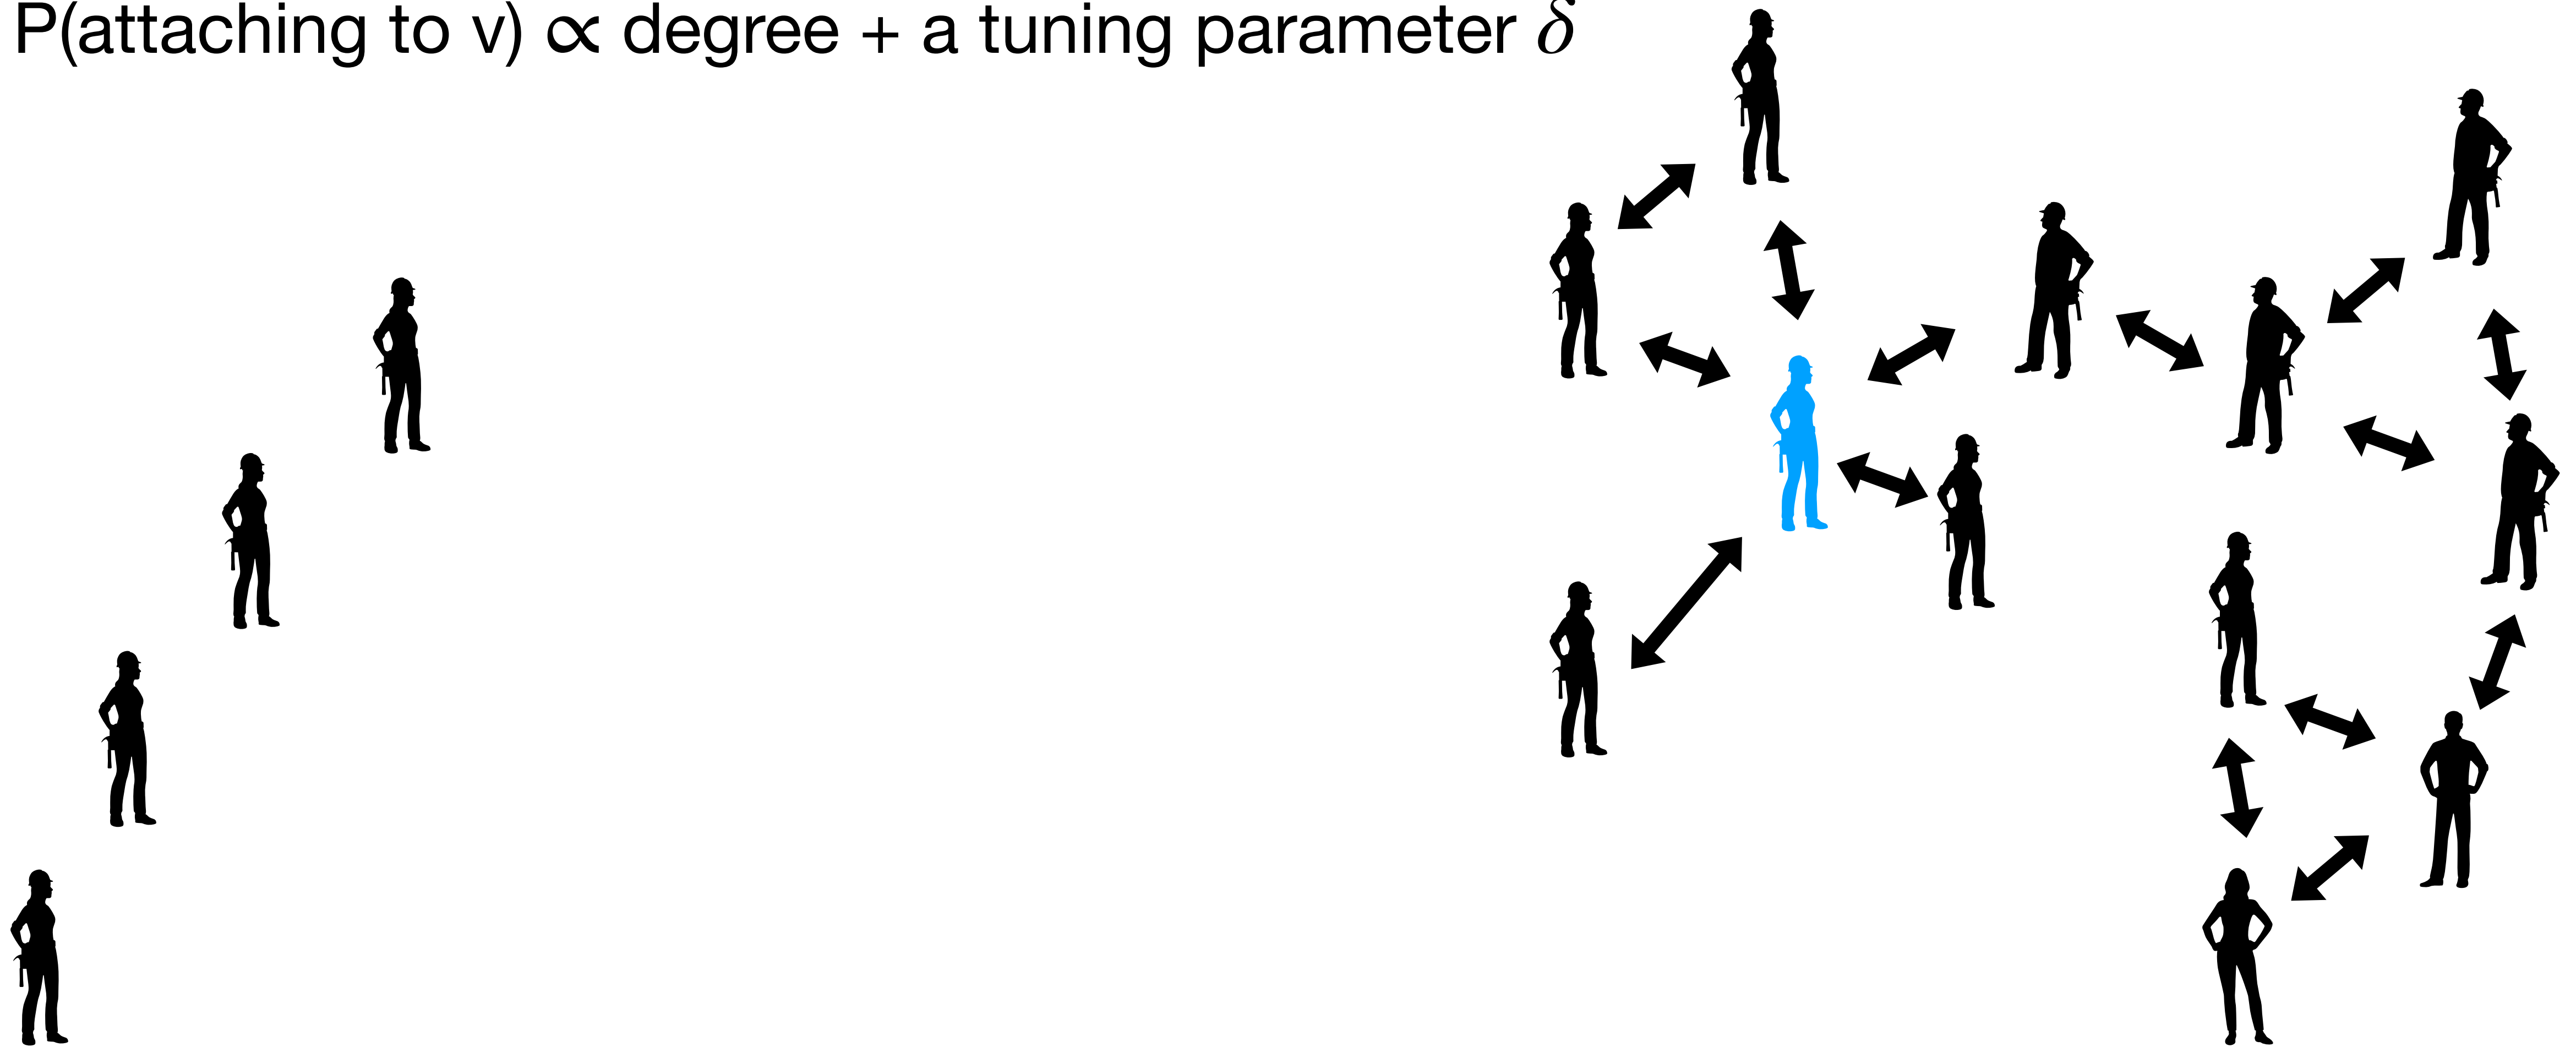 P(attaching to v) ∝ degree + a tuning parameter δ